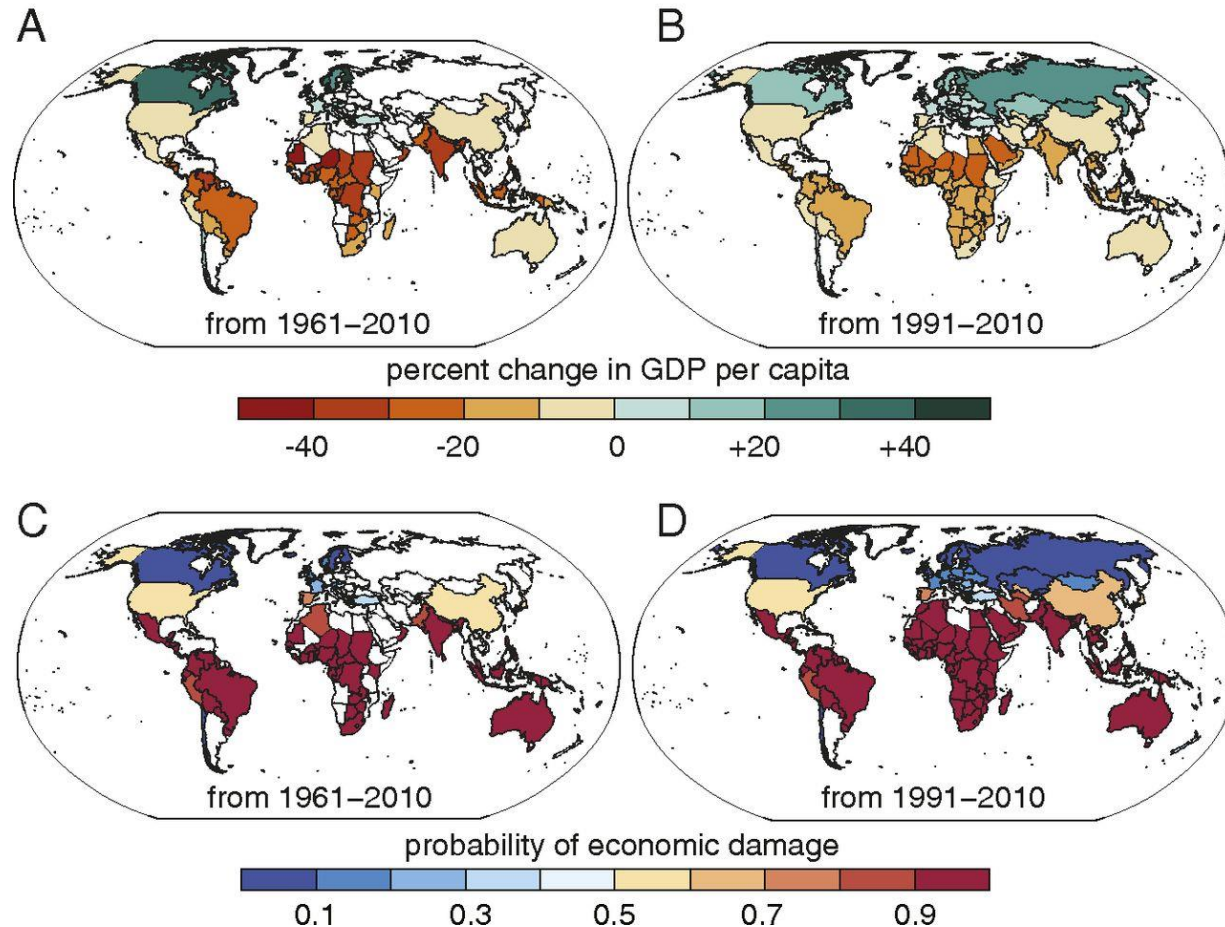 A
B
from 1961–2010
from 1991–2010
percent change in GDP per capita
-40
-20
0
+20
+40
C
D
from 1961–2010
from 1991–2010
probability of economic damage
0.1
0.3
0.5
0.7
0.9